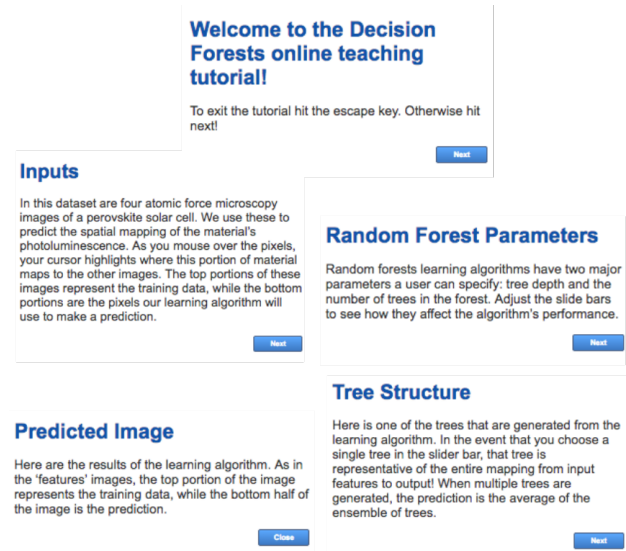 Welcome to the Decision
Forests online teaching
tutorial!
To exit the tutorial hit the escape key. Otherwise hit
next!
Next
Inputs
In this dataset are four atomic force microscopy
images of a perovskite solar cell. We use these to
predict the spatial mapping of the material's
photoluminescence. As you mouse over the pixels,
your cursor highlights where this portion of material
maps to the other images. The top portions of these
images represent the training data, while the bottom
portions are the pixels our learning algorithm will
use to make a prediction.
Next
Random Forest Parameters
Random forests learning algorithms have two major
parameters a user can specify: tree depth and the
number of trees in the forest. Adjust the slide bars
to see how they affect the algorithm's performance.
Next
Tree Structure
Here is one of the trees that are generated from the
learning algorithm. In the event that you choose a
single tree in the slider bar, that tree is
representative of the entire mapping from input
features to output! When multiple trees are
generated, the prediction is the average of the
ensemble of trees.
Next
Predicted Image
Here are the results of the learning algorithm. As in
the 'features' images, the top portion of the image
represents the training data, while the bottom half of
the image is the prediction.
Close